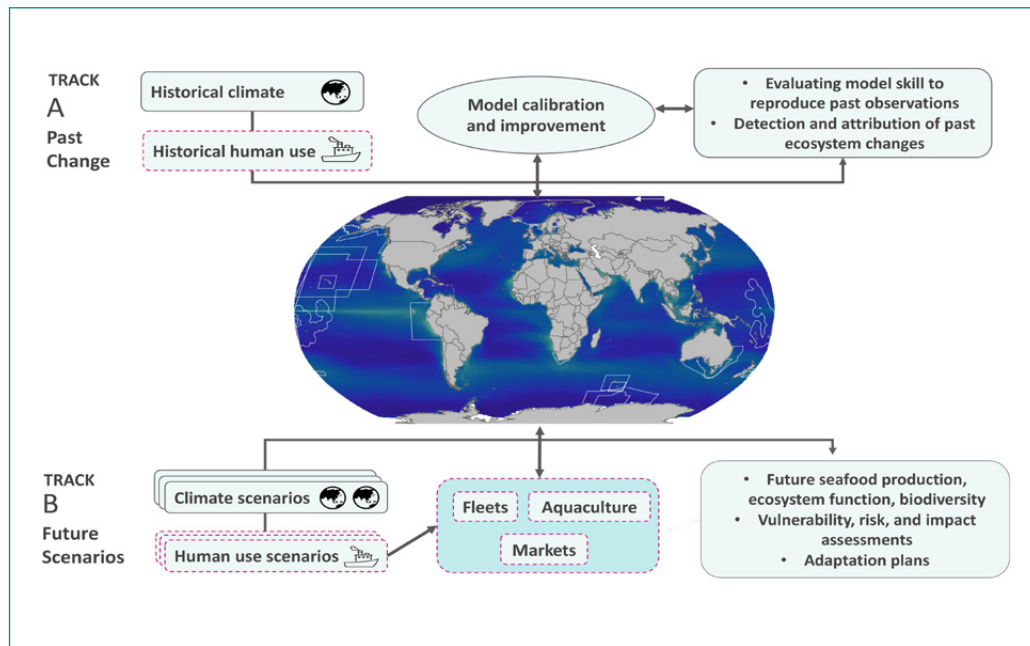 TRACK
A
Past
Change
Historical climate
Historical human use
Model calibration
and improvement
• Evaluating model skill to
reproduce past observations
• Detection and attribution of past
ecosystem changes
TRACK
B
Future
Scenarios
Climate scenarios
Human use scenarios
Fleets
Aquaculture
Markets
• Future seafood production,
ecosystem function, biodiversity
• Vulnerability, risk, and impact
assessments
• Adaptation plans